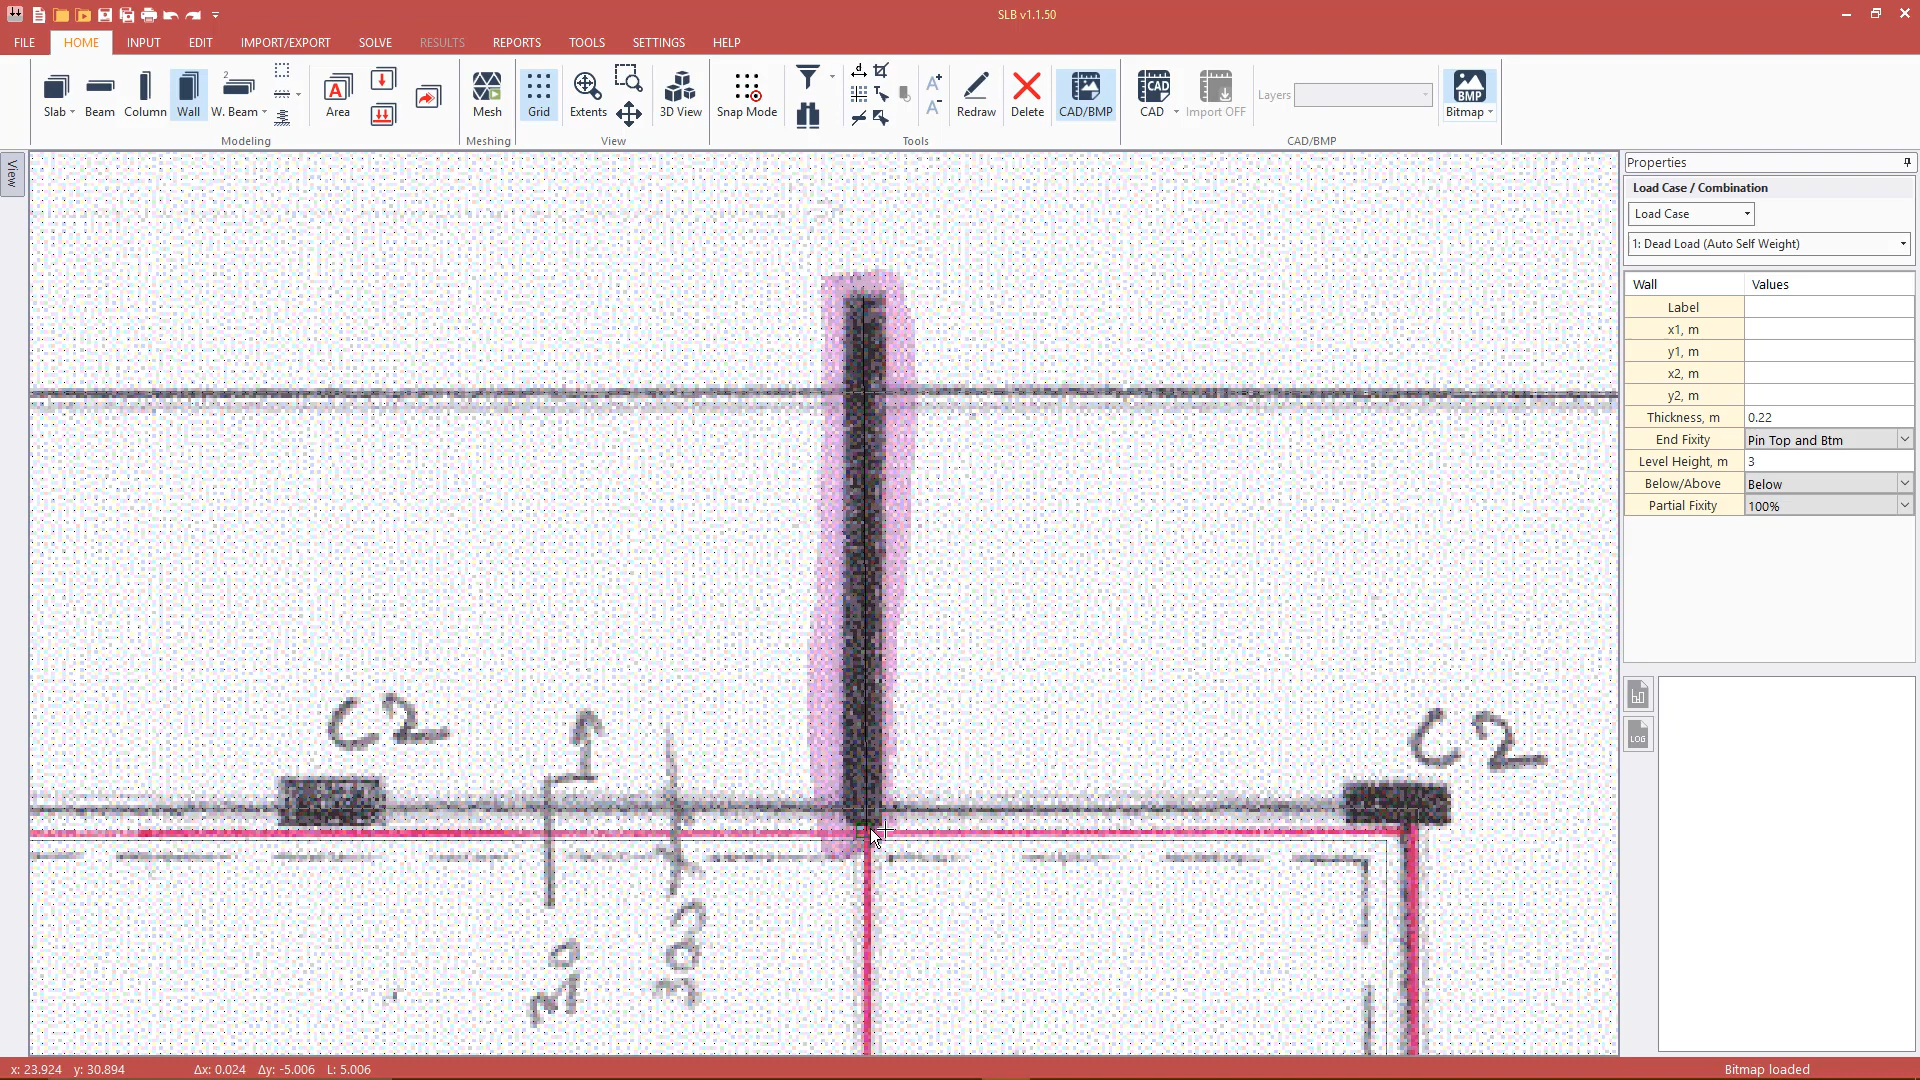 SLB v1.1.50
FILE HOME INPUT EDIT IMPORT/EXPORT SOLVE RESULTS REPORTS TOOLS SETTINGS HELP
Slab Beam Column Wall 2 W. Beam A Area Mesh Grid Extents 3D View Snap Mode A+ A- Redraw Delete CAD/BMP CAD CAD Import OFF Layers BMP Bitmap
Modeling Meshing View Tools CAD/BMP
View
Properties
Load Case / Combination
Load Case
1: Dead Load (Auto Self Weight)
Wall Values
Label
x1, m
y1, m
x2, m
y2, m
Thickness, m 0.22
End Fixity Pin Top and Btm
Level Height, m 3
Below/Above Below
Partial Fixity 100%
LOG
C2
C2
x: 23.924 y: 30.894 Δx: 0.024 Δy: -5.006 L: 5.006 Bitmap loaded